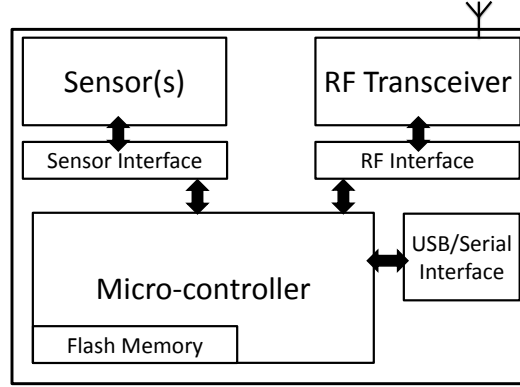 Sensor(s)
RF Transceiver
Sensor Interface
RF Interface
Micro-controller
USB/Serial
Interface
Flash Memory